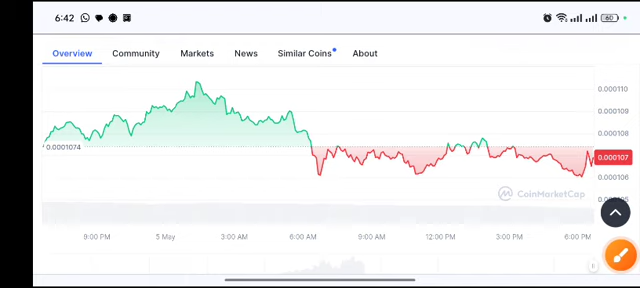 6:42
60
Overview Community Markets News Similar Coins About
0.000110
0.000109
0.000108
0.0001074
0.000107
0.000106
CoinMarketCap
9:00 PM 5 May 3:00 AM 6:00 AM 9:00 AM 12:00 PM 3:00 PM 6:00 PM